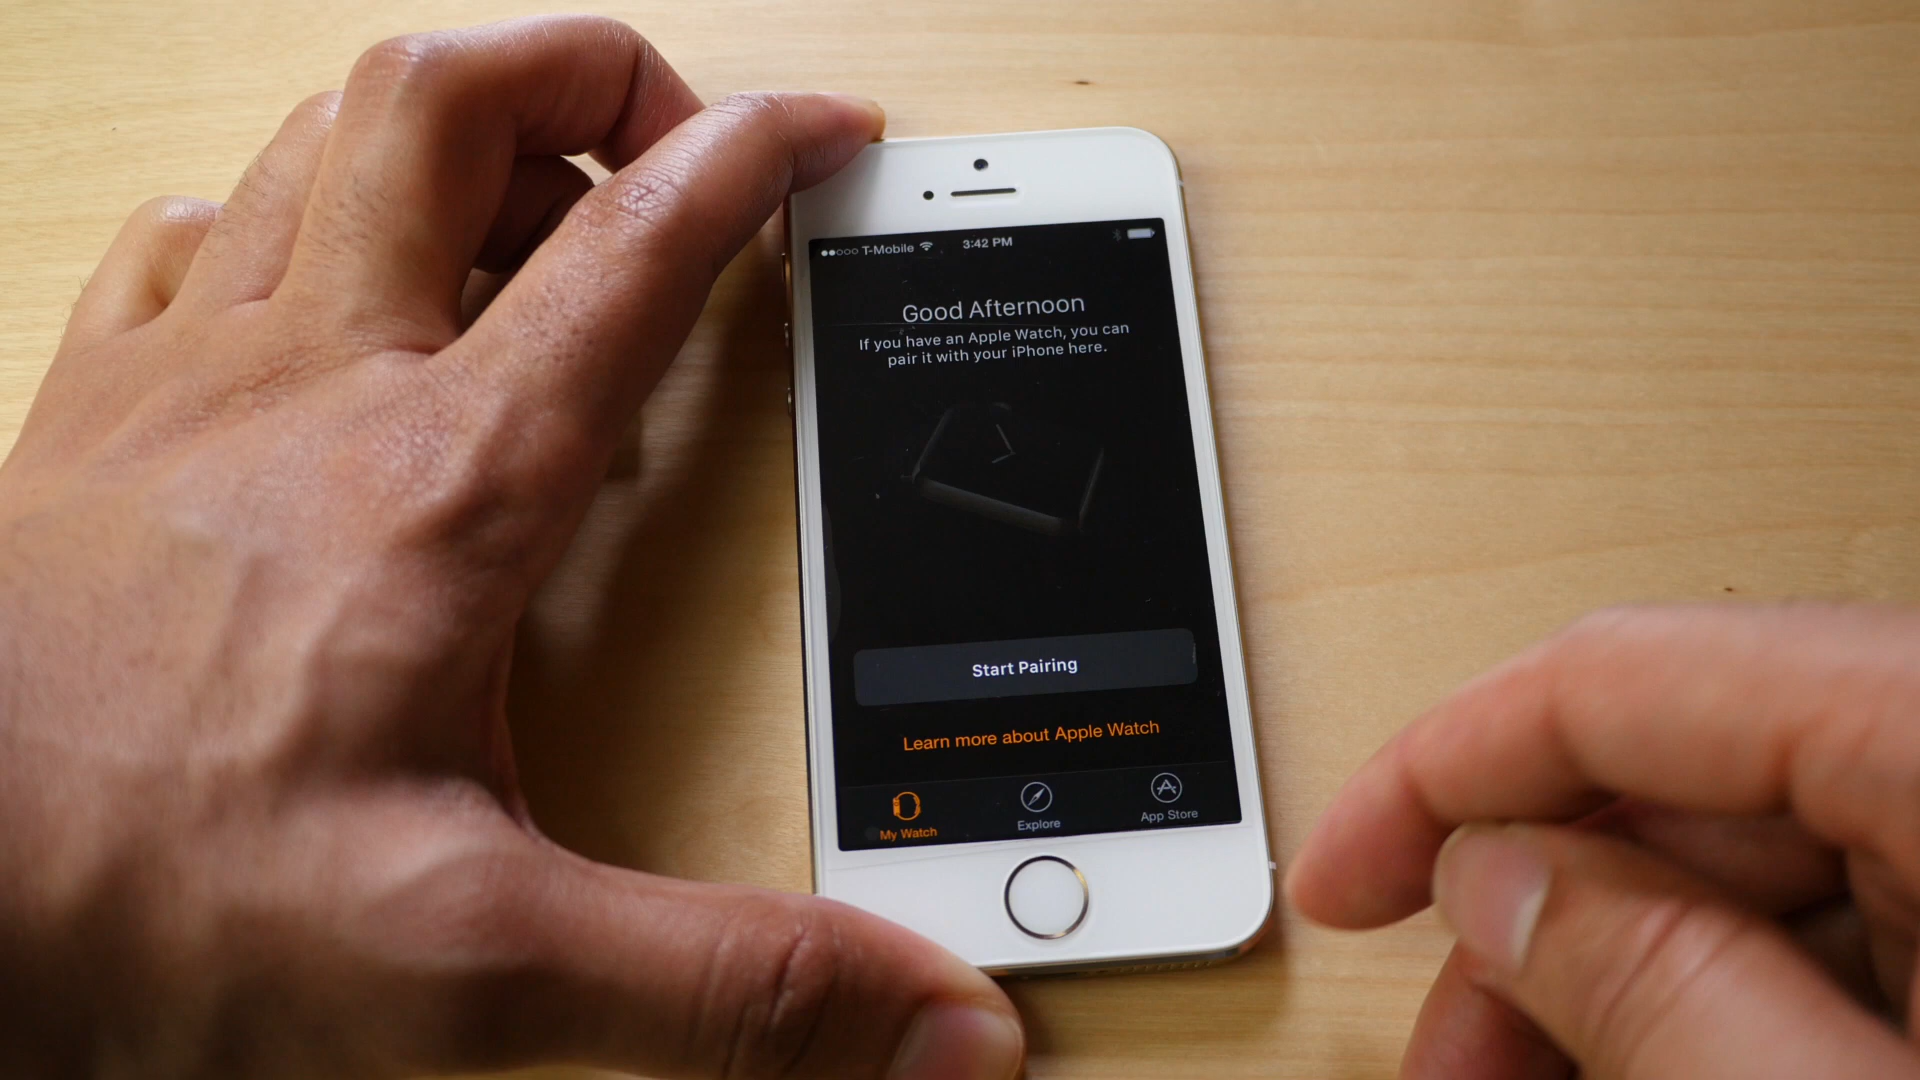 T-Mobile 3:42 PM
Good Afternoon
If you have an Apple Watch, you can
pair it with your iPhone here.
Start Pairing
Learn more about Apple Watch
My Watch Explore App Store